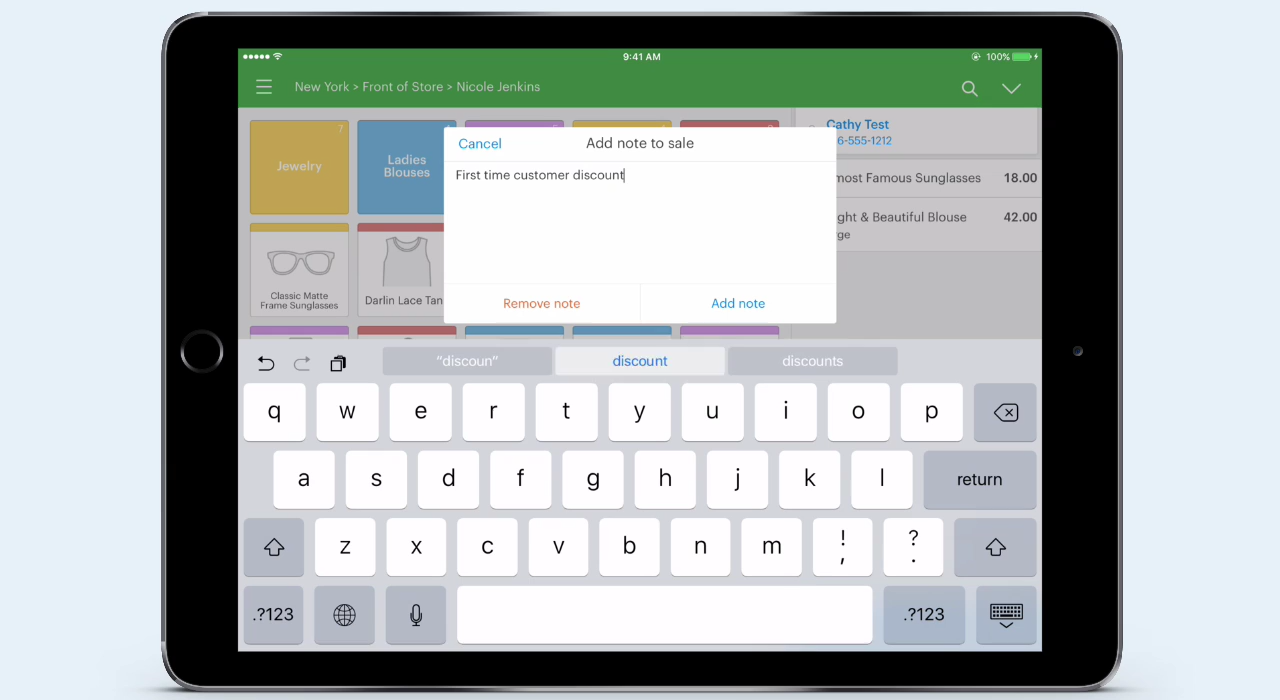 9:41 AM
100%
New York > Front of Store > Nicole Jenkins
7
Jewelry
Ladies
Blouses
Classic Matte
Frame Sunglasses
Darlin Lace Tan
Cancel
Add note to sale
First time customer discount
Remove note
Add note
Cathy Test
6-555-1212
most Famous Sunglasses
18.00
ght & Beautiful Blouse
42.00
ge
“discoun”
discount
discounts
q w e r t y u i o p
a s d f g h j k l return
z x c v b n m ! , ? .
.?123
.?123